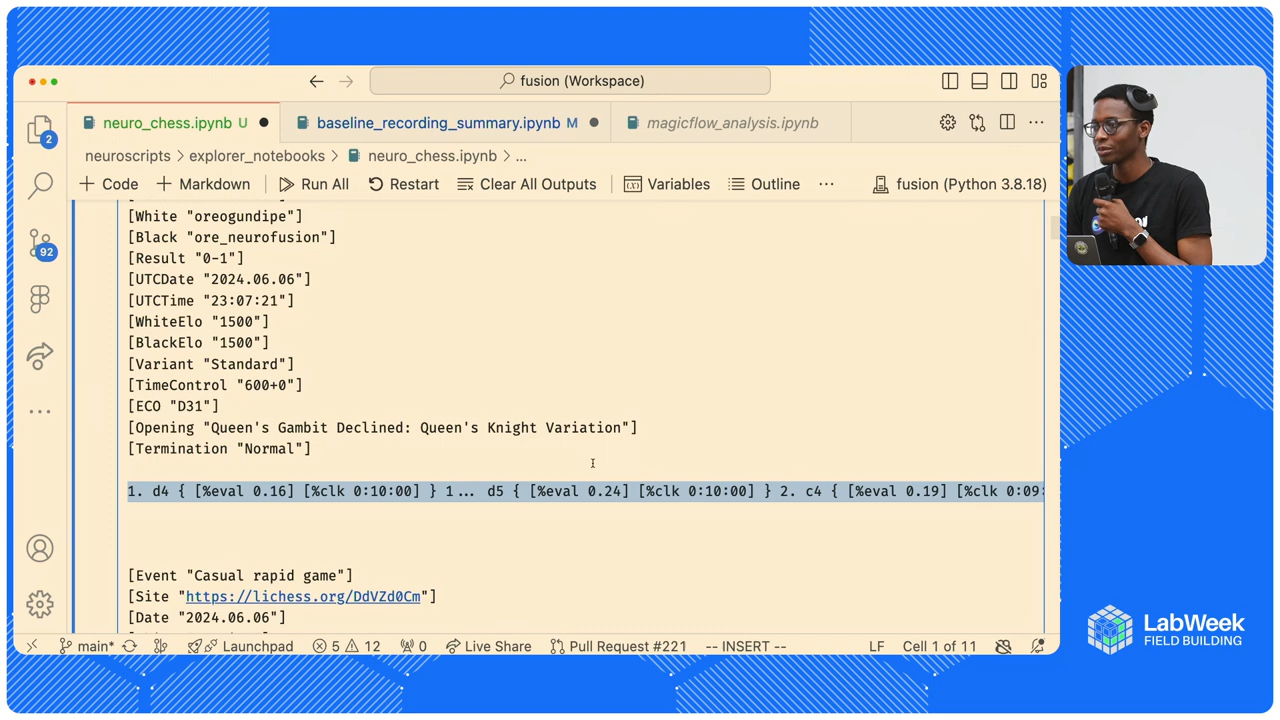 fusion (Workspace)
neuro_chess.ipynb U
baseline_recording_summary.ipynb M
magicflow_analysis.ipynb
neuroscripts > explorer_notebooks > neuro_chess.ipynb > ...
+ Code + Markdown Run All Restart Clear All Outputs Variables Outline ... fusion (Python 3.8.18)
2
92
[White "oreogundipe"]
[Black "ore_neurofusion"]
[Result "0-1"]
[UTCDate "2024.06.06"]
[UTCTime "23:07:21"]
[WhiteElo "1500"]
[BlackElo "1500"]
[Variant "Standard"]
[TimeControl "600+0"]
[ECO "D31"]
[Opening "Queen's Gambit Declined: Queen's Knight Variation"]
[Termination "Normal"]
1. d4 { [%eval 0.16] [%clk 0:10:00] } 1... d5 { [%eval 0.24] [%clk 0:10:00] } 2. c4 { [%eval 0.19] [%clk 0:09:
[Event "Casual rapid game"]
[Site "https://lichess.org/DdVZd0Cm"]
[Date "2024.06.06"]
main* Launchpad 5 12 0 Live Share Pull Request #221 -- INSERT -- LF Cell 1 of 11
LabWeek
FIELD BUILDING